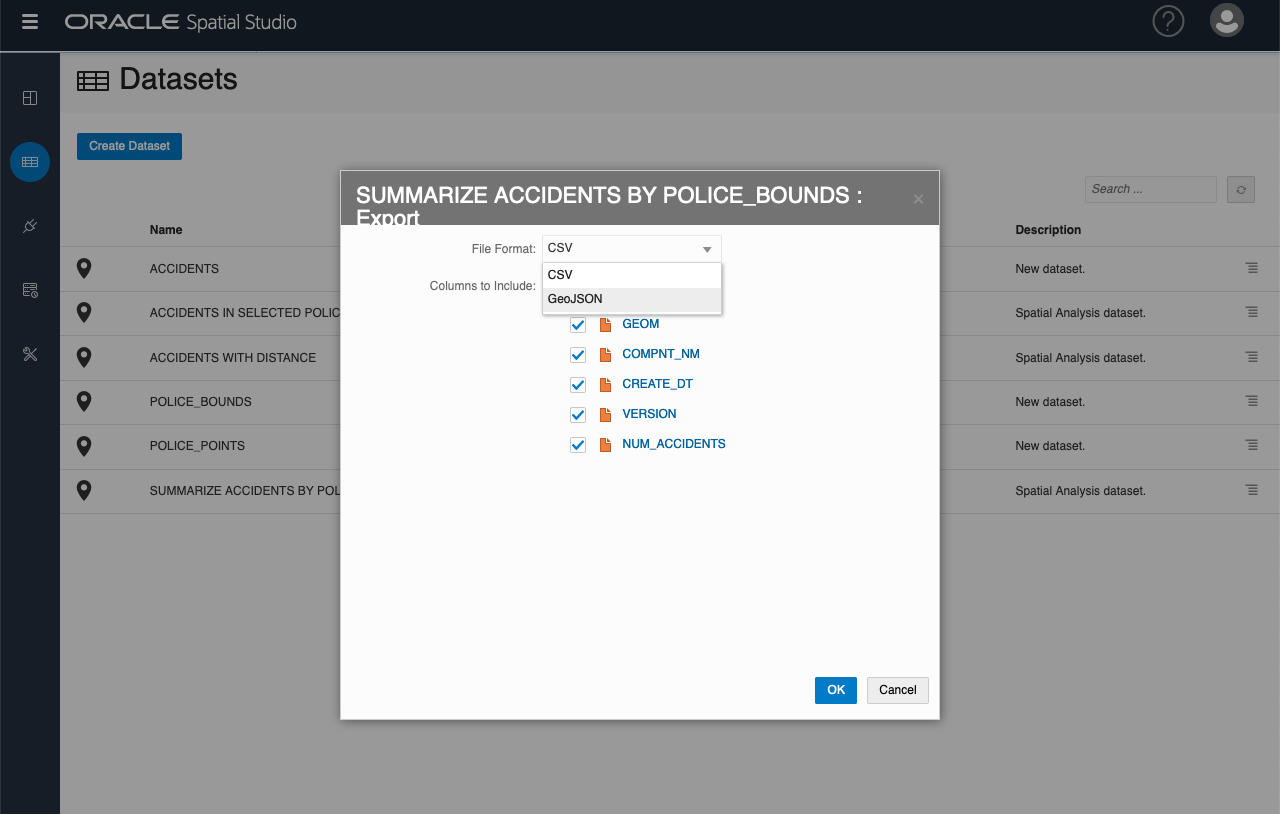 ORACLE Spatial Studio
?
Datasets
Create Dataset
Search ...
Name
Description
ACCIDENTS
New dataset.
ACCIDENTS IN SELECTED POLIC
Spatial Analysis dataset.
ACCIDENTS WITH DISTANCE
Spatial Analysis dataset.
POLICE_BOUNDS
New dataset.
POLICE_POINTS
New dataset.
SUMMARIZE ACCIDENTS BY POL
Spatial Analysis dataset.
SUMMARIZE ACCIDENTS BY POLICE_BOUNDS :
Export
File Format: CSV
CSV
GeoJSON
Columns to Include:
GEOM
COMPNT_NM
CREATE_DT
VERSION
NUM_ACCIDENTS
OK
Cancel